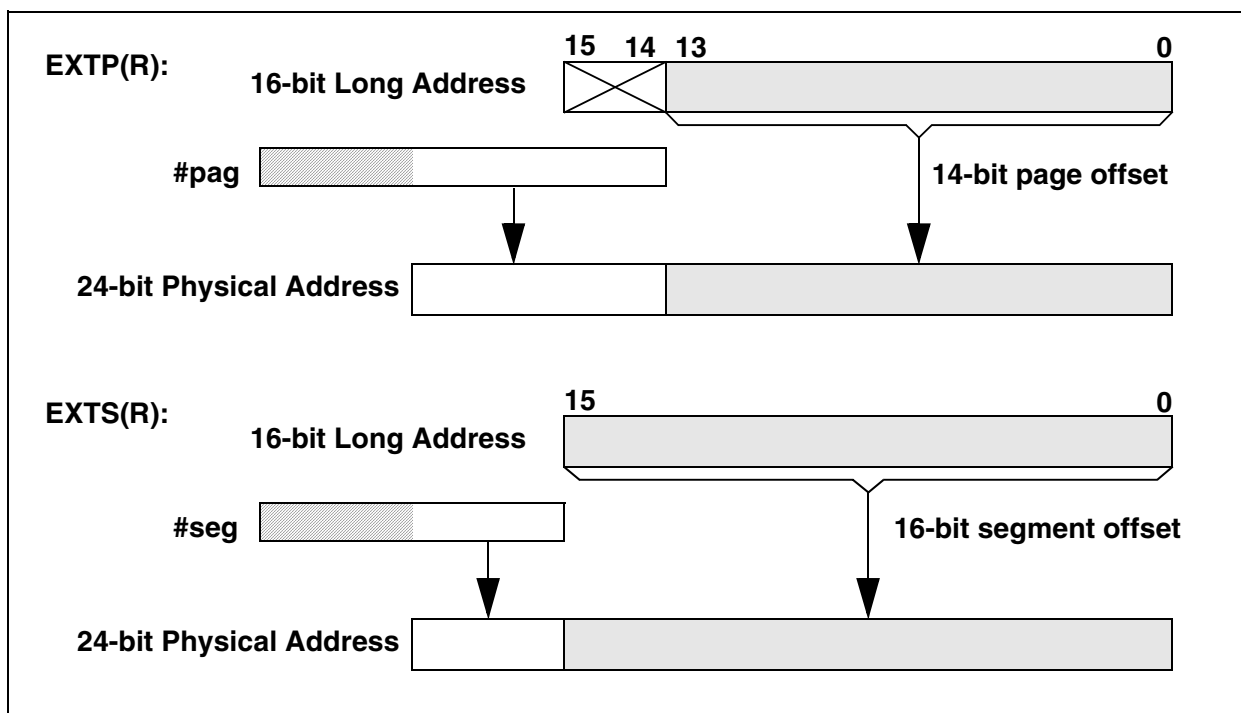 15 14 13 0
EXTP(R):
16-bit Long Address
#pag
14-bit page offset
24-bit Physical Address
15 0
EXTS(R):
16-bit Long Address
#seg
16-bit segment offset
24-bit Physical Address